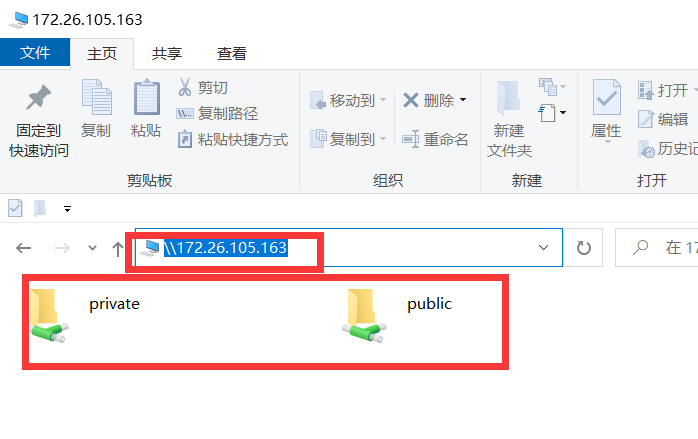 172.26.105.163
文件 主页 共享 查看
固定到快速访问
复制
粘贴
剪切
复制路径
粘贴快捷方式
剪贴板
移动到
复制到
删除
重命名
组织
新建
文件夹
新建
属性
打开
编辑
历史记
打开
\\172.26.105.163
在 17
private
public